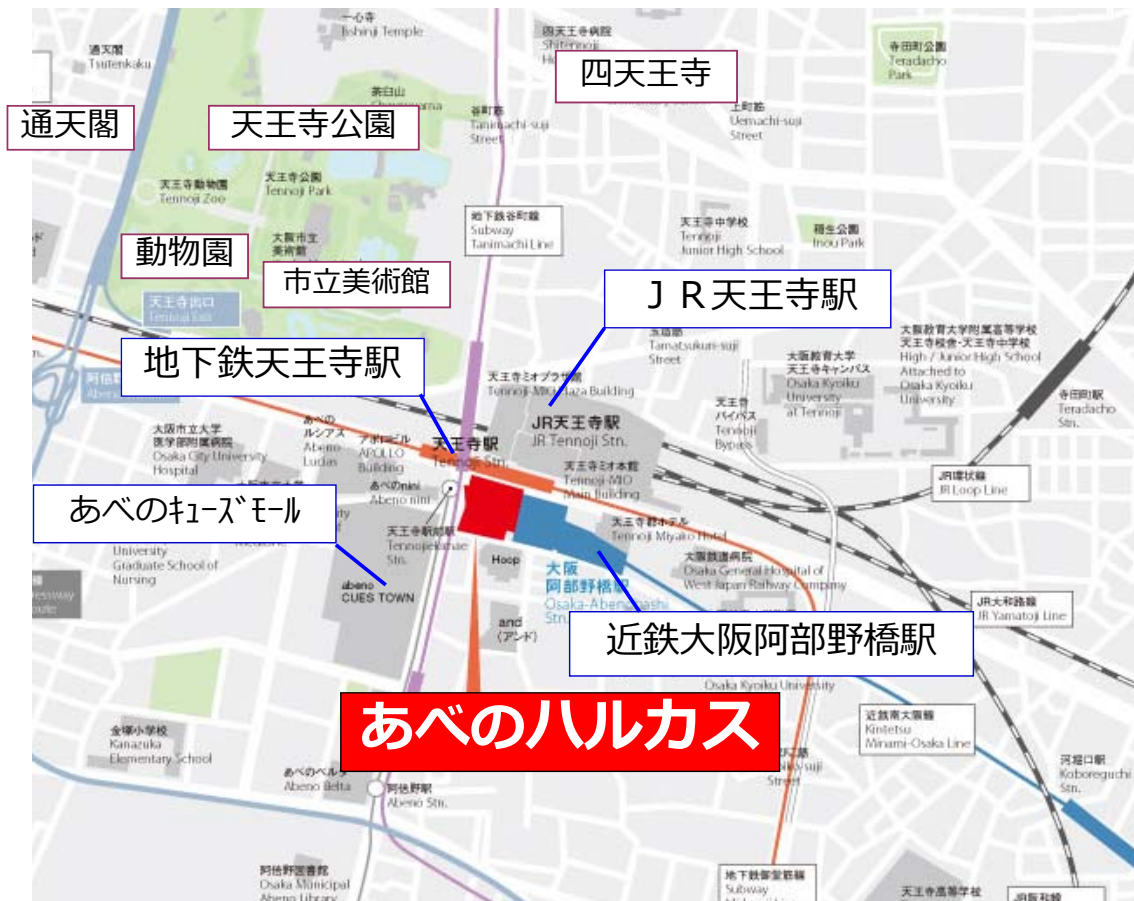 一心寺
Isshinji Temple
通天閣
Tsutenkaku
四天王寺病院
Shitennoji
四天王寺
寺田町公園
Teradacho
Park
茶臼山
通天閣
天王寺公園
谷町筋
Tanimachi-suji
Street
上町筋
Uemachi-suji
Street
天王寺動物園
Tennoji Zoo
天王寺公園
Tennoji Park
地下鉄谷町線
Subway
Tanimachi Line
天王寺中学校
Tennoji
Junior High School
稲生公園
Inou Park
大阪市立
美術館
動物園
市立美術館
JR天王寺駅
天王寺出口
Tennoji Exit
玉造筋
Tamatsukuri-suji
Street
大阪教育大学
天王寺キャンパス
Osaka Kyoiku
University
at Tennoji
大阪教育大学附属高等学校
天王寺校舎・天王寺中学校
High / Junior High School
Attached to
Osaka Kyoiku
University
地下鉄天王寺駅
天王寺ミオプラザ館
Tennoji-MIO Plaza Building
寺田町駅
Teradacho
Stn.
天王寺
バイパス
Tennoji
Bypass
大阪市立大学
医学部附属病院
Osaka City University
Hospital
あべの
ルシアス
Abeno
Lucias
アポロビル
APOLLO
Building
天王寺駅
Tennoji Stn.
JR天王寺駅
JR Tennoji Stn.
天王寺ミオ本館
Tennoji-MIO
Main Building
JR環状線
JR Loop Line
あべのnini
Abeno nini
あべのｷｭｰｽﾞﾓｰﾙ
天王寺駅前駅
Tennojiekimae
Stn.
天王寺都ホテル
Tennoji Miyako Hotel
University
Graduate School of
Nursing
Hoop
大阪
阿部野橋駅
Osaka-Abenobashi
Stn.
大阪鉄道病院
Osaka General Hospital of
West Japan Railway Company
abeno
CUES TOWN
JR大和路線
JR Yamatoji Line
and
(アンド)
近鉄大阪阿部野橋駅
Osaka Kyoiku University
あべのハルカス
近鉄南大阪線
Kintetsu
Minami-Osaka Line
金塚小学校
Kanazuka
Elementary School
Street
河堀口駅
Koboreguchi
Stn.
あべのベルタ
Abeno Belta
阿倍野駅
Abeno Stn.
阿倍野図書館
Osaka Municipal
Abeno Library
地下鉄御堂筋線
Subway
天王寺高等学校
JR阪和線